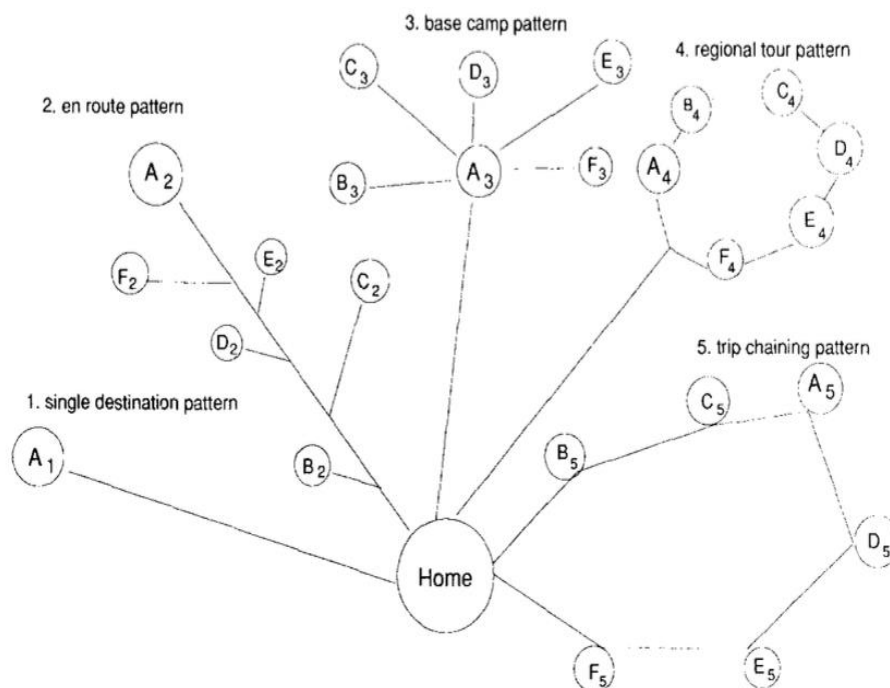 3. base camp pattern
C3
D3
E3
4. regional tour pattern
B4
C4
2. en route pattern
A2
B3
A3
F3
A4
D4
E4
F4
F2
E2
C2
D2
5. trip chaining pattern
1. single destination pattern
A1
B2
C5
A5
B5
Home
D5
F5
E5